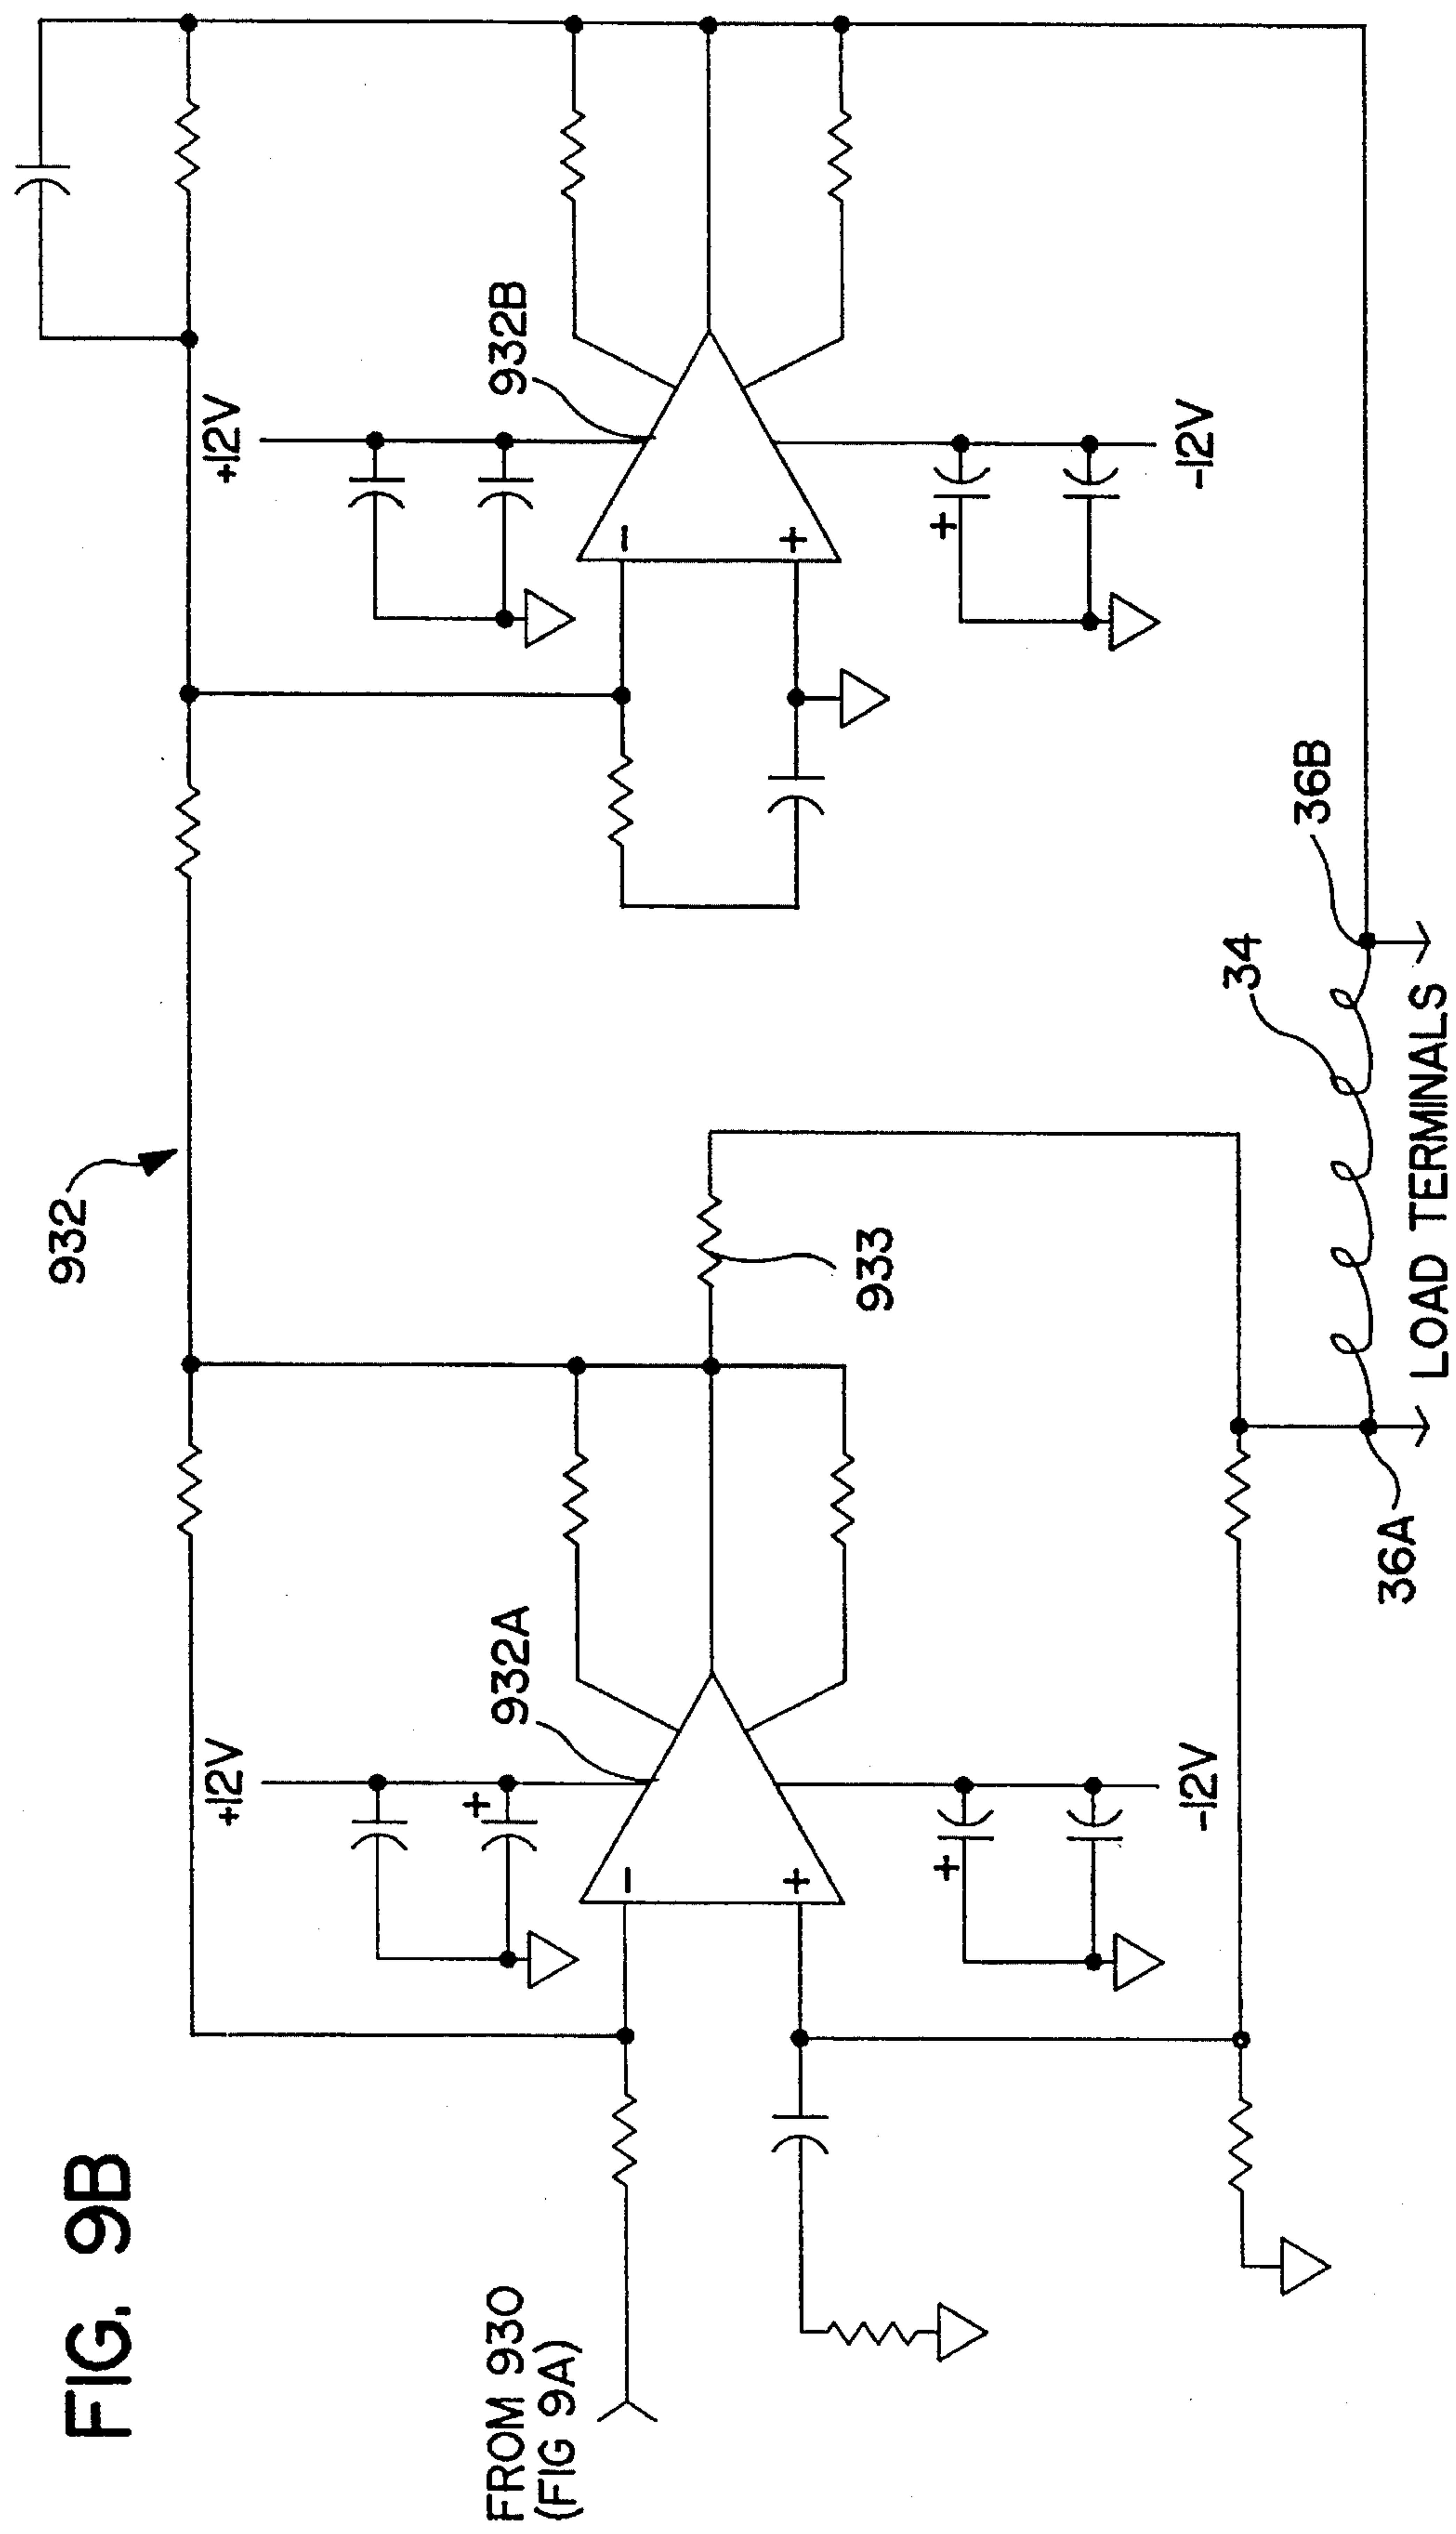 FIG. 9B
932
+12V
+12V
932A
932B
-
+
-
+
+
+
+
933
FROM 930
(FIG 9A)
-12V
-12V
34
36A
36B
LOAD TERMINALS